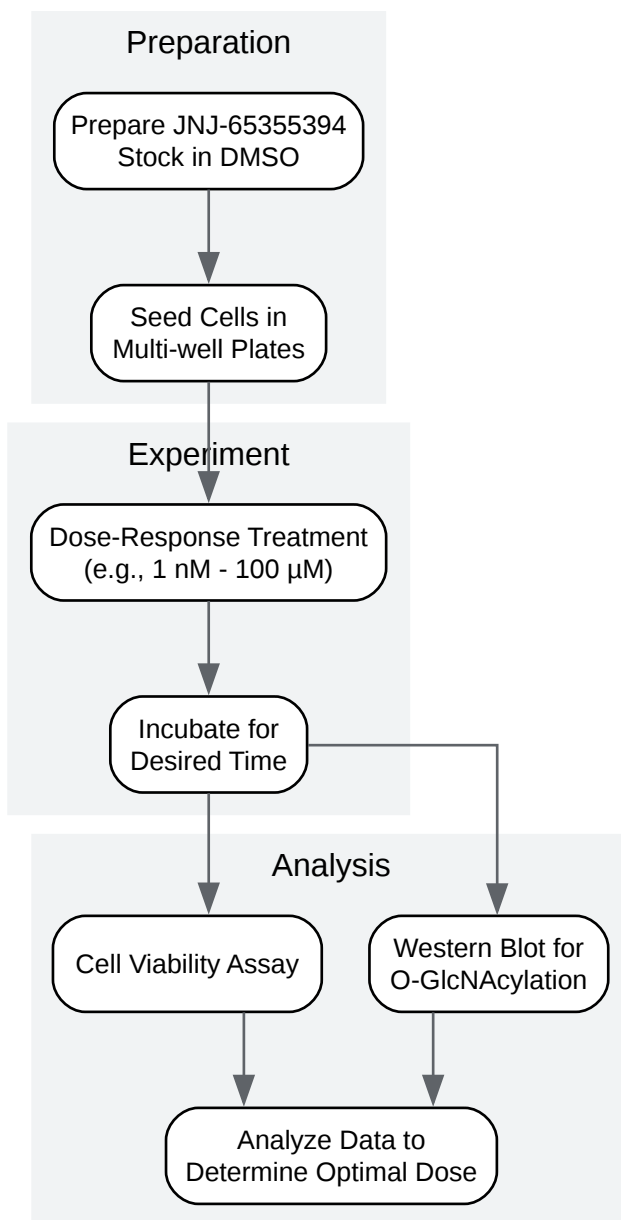 Preparation
Prepare JNJ-65355394
Stock in DMSO
Seed Cells in
Multi-well Plates
Experiment
Dose-Response Treatment
(e.g., 1 nM - 100 µM)
Incubate for
Desired Time
Analysis
Cell Viability Assay
Western Blot for
O-GlcNAcylation
Analyze Data to
Determine Optimal Dose